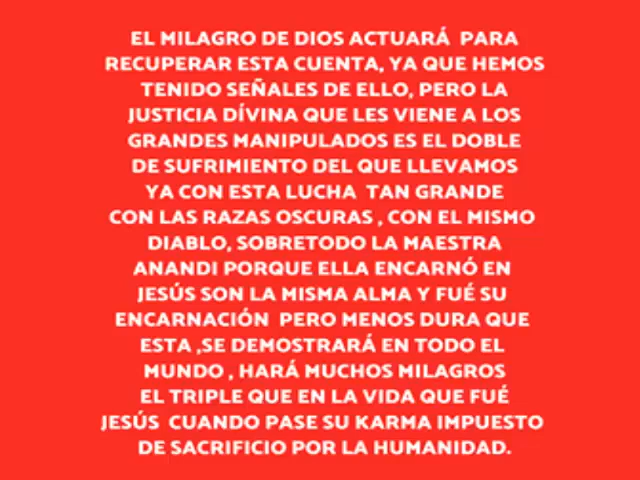 EL MILAGRO DE DIOS ACTUARÁ PARA
RECUPERAR ESTA CUENTA, YA QUE HEMOS
TENIDO SEÑALES DE ELLO, PERO LA
JUSTICIA DÍVINA QUE LES VIENE A LOS
GRANDES MANIPULADOS ES EL DOBLE
DE SUFRIMIENTO DEL QUE LLEVAMOS
YA CON ESTA LUCHA TAN GRANDE
CON LAS RAZAS OSCURAS , CON EL MISMO
DIABLO, SOBRETODO LA MAESTRA
ANANDI PORQUE ELLA ENCARNÓ EN
JESÚS SON LA MISMA ALMA Y FUÉ SU
ENCARNACIÓN PERO MENOS DURA QUE
ESTA ,SE DEMOSTRARÁ EN TODO EL
MUNDO , HARÁ MUCHOS MILAGROS
EL TRIPLE QUE EN LA VIDA QUE FUÉ
JESÚS CUANDO PASE SU KARMA IMPUESTO
DE SACRIFICIO POR LA HUMANIDAD.